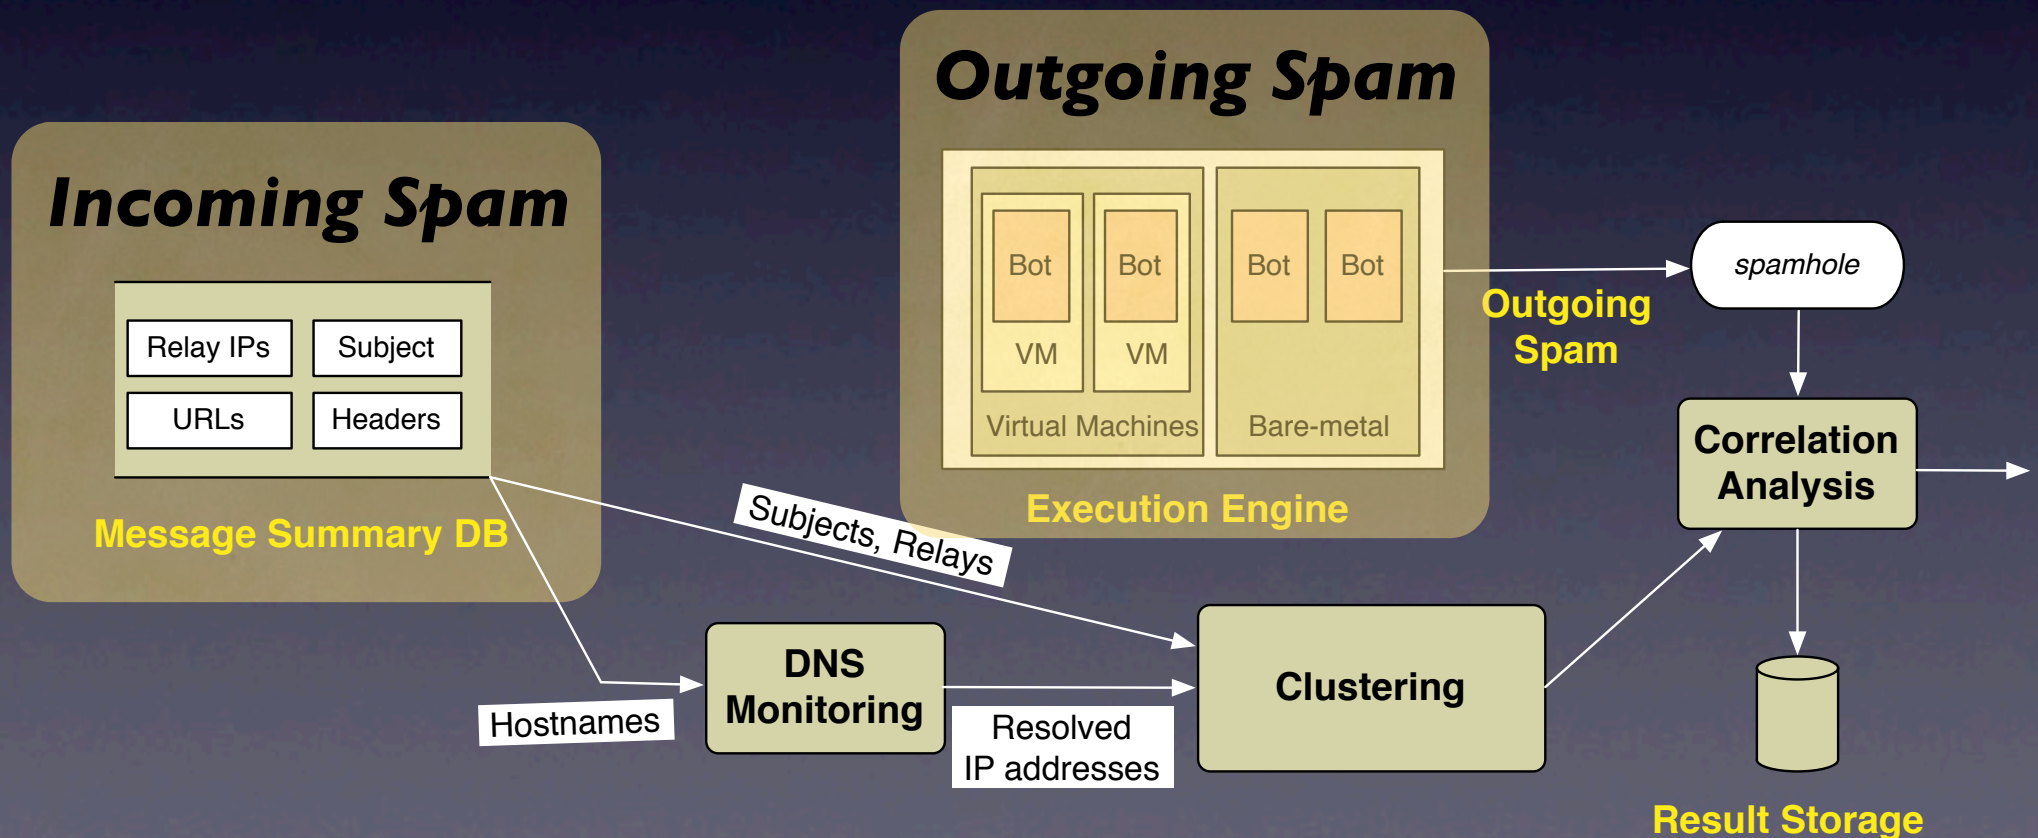 Outgoing Spam
Incoming Spam
Bot
Bot
Bot
Bot
VM
VM
Virtual Machines
Bare-metal
Execution Engine
Relay IPs
Subject
URLs
Headers
Message Summary DB
Outgoing
Spam
spamhole
Correlation
Analysis
Subjects, Relays
Hostnames
DNS
Monitoring
Resolved
IP addresses
Clustering
Result Storage